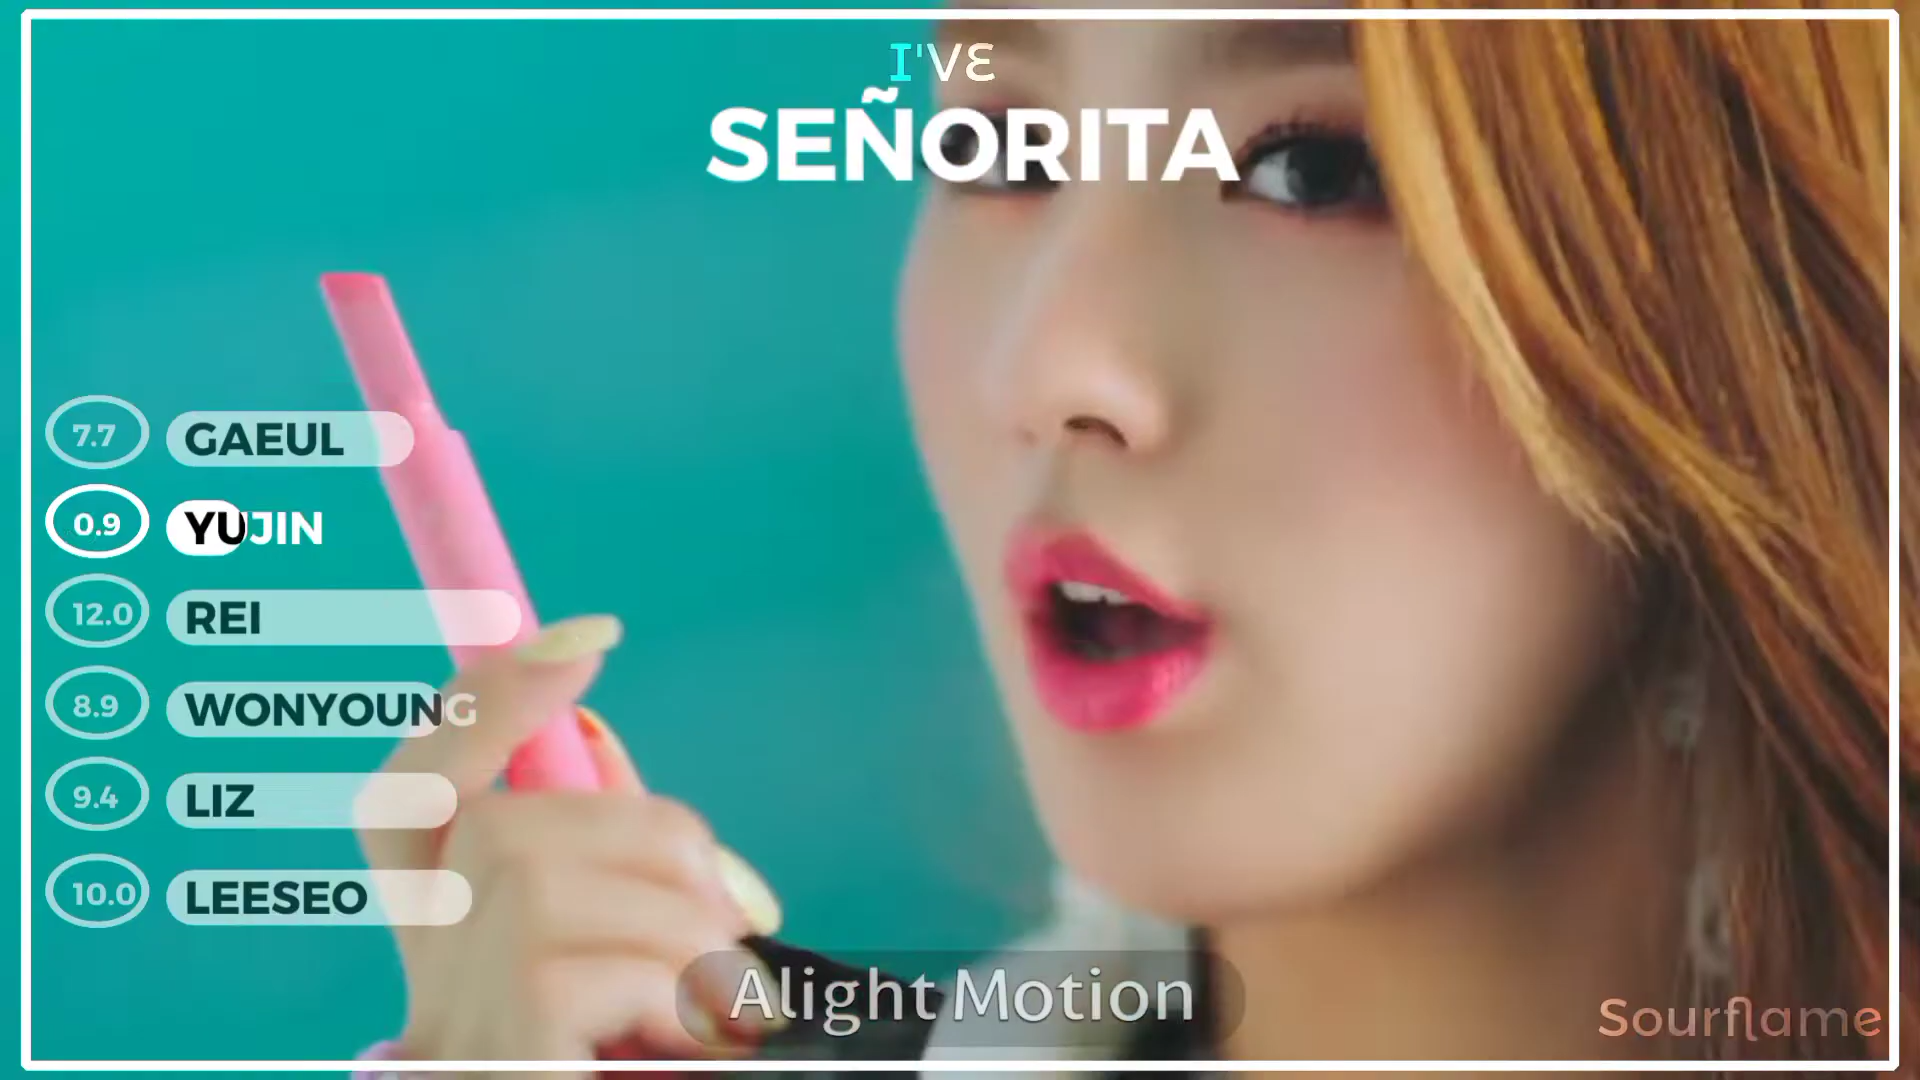 I'VE
SEÑORITA
7.7 GAEUL
0.9 YUJIN
12.0 REI
8.9 WONYOUNG
9.4 LIZ
10.0 LEESEO
Alight Motion
Sourflame